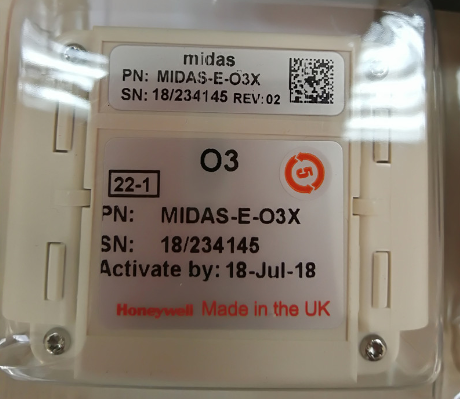 midas
PN: MIDAS-E-O3X
SN: 18/234145 REV:02
O3
5
22-1
PN: MIDAS-E-O3X
SN: 18/234145
Activate by: 18-Jul-18
Honeywell Made in the UK